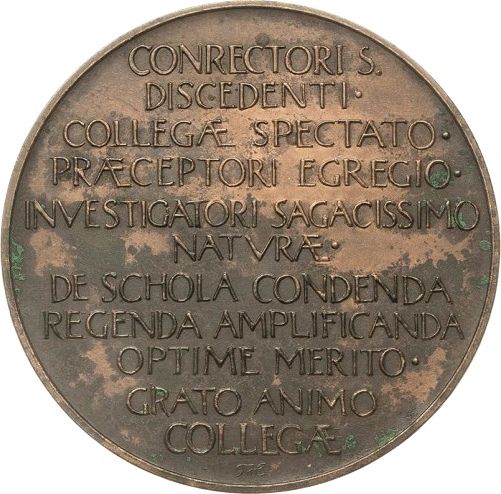 CONRECTORI S.
DISCEDENTI·
COLLEGÆ SPECTATO·
PRÆCEPTORI EGREGIO·
INVESTIGATORI SAGACISSIMO
NATVRÆ·
DE SCHOLA CONDENDA
REGENDA AMPLIFICANDA
OPTIME MERITO·
GRATO ANIMO
COLLEGÆ